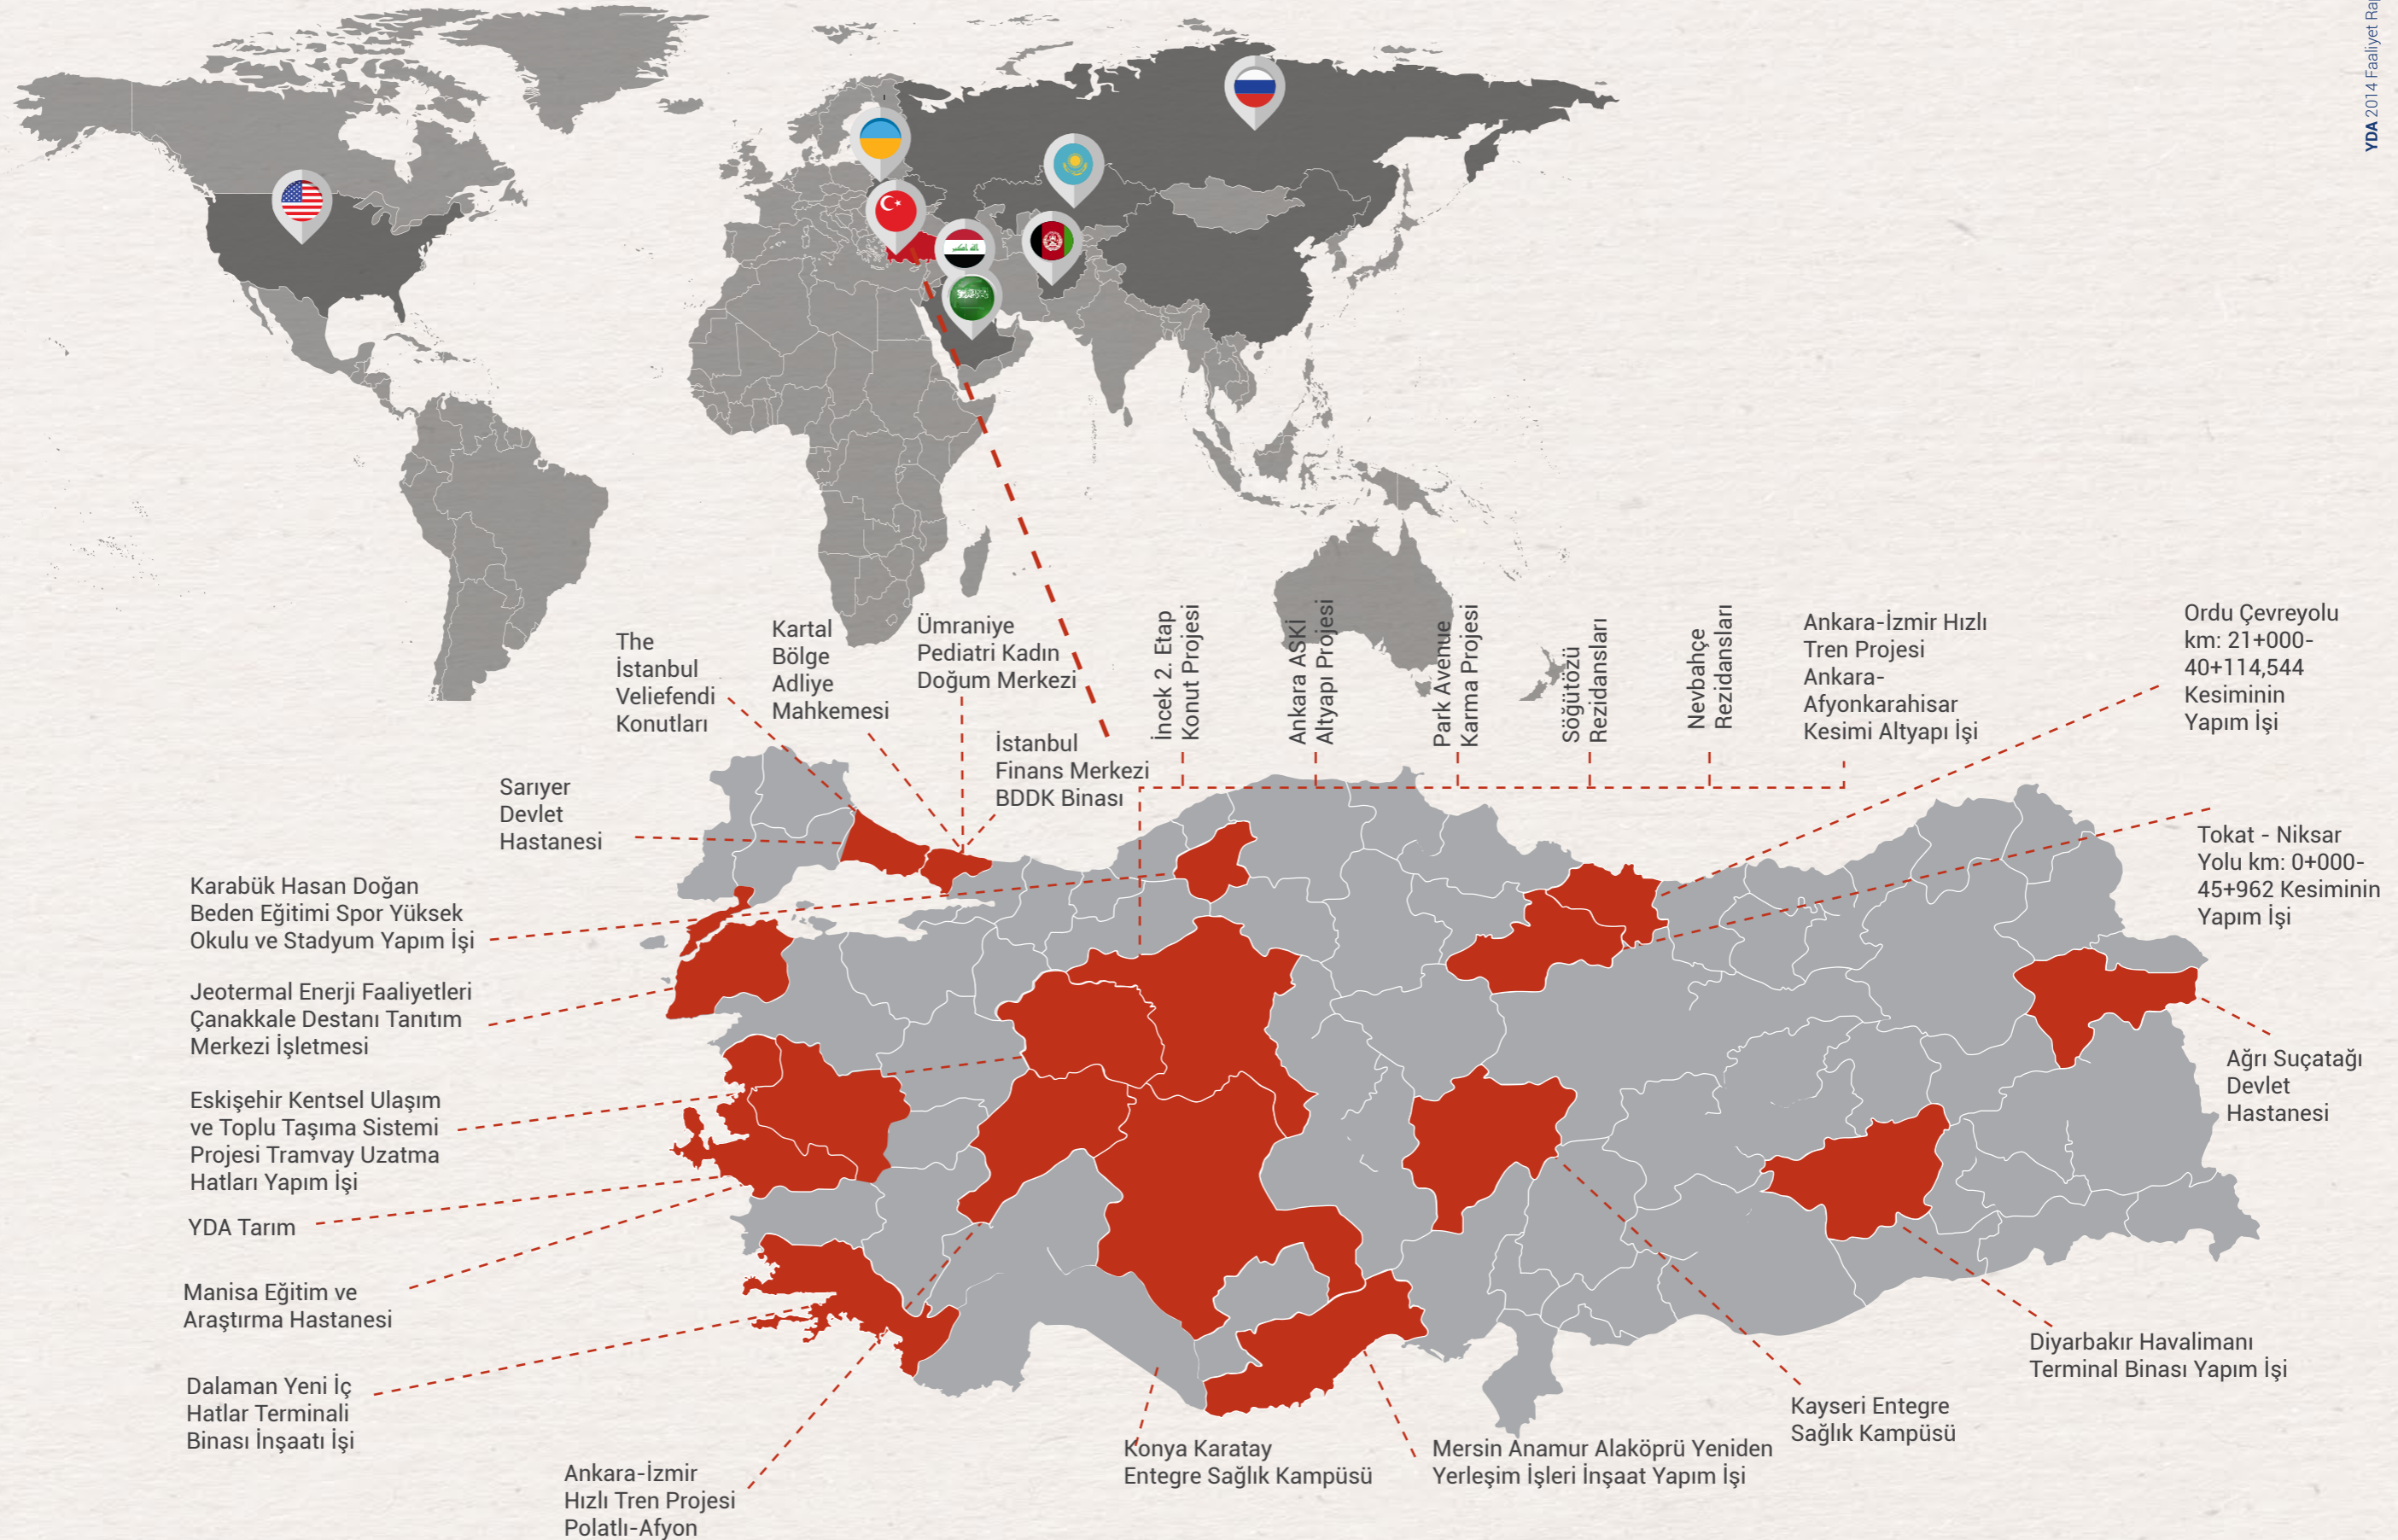 YDA 2014 Faaliyet
The
İstanbul
Veliefendi
Konutları
Kartal
Bölge
Adliye
Mahkemesi
Ümraniye
Pediatri Kadın
Doğum Merkezi
İstanbul
Finans Merkezi
BDDK Binası
İncek 2. Etap
Konut Projesi
Ankara ASKİ
Altyapı Projesi
Park Avenue
Karma Projesi
Söğütözü
Rezidansları
Nevbahçe
Rezidansları
Ankara-İzmir Hızlı
Tren Projesi
Ankara-
Afyonkarahisar
Kesimi Altyapı İşi
Ordu Çevreyolu
km: 21+000-
40+114,544
Kesiminin
Yapım İşi
Sarıyer
Devlet
Hastanesi
Tokat - Niksar
Yolu km: 0+000-
45+962 Kesiminin
Yapım İşi
Karabük Hasan Doğan
Beden Eğitimi Spor Yüksek
Okulu ve Stadyum Yapım İşi
Jeotermal Enerji Faaliyetleri
Çanakkale Destanı Tanıtım
Merkezi İşletmesi
Ağrı Suçatağı
Devlet
Hastanesi
Eskişehir Kentsel Ulaşım
ve Toplu Taşıma Sistemi
Projesi Tramvay Uzatma
Hatları Yapım İşi
YDA Tarım
Manisa Eğitim ve
Araştırma Hastanesi
Dalaman Yeni İç
Hatlar Terminali
Binası İnşaatı İşi
Ankara-İzmir
Hızlı Tren Projesi
Polatlı-Afyon
Konya Karatay
Entegre Sağlık Kampüsü
Mersin Anamur Alaköprü Yeniden
Yerleşim İşleri İnşaat Yapım İşi
Kayseri Entegre
Sağlık Kampüsü
Diyarbakır Havalimanı
Terminal Binası Yapım İşi